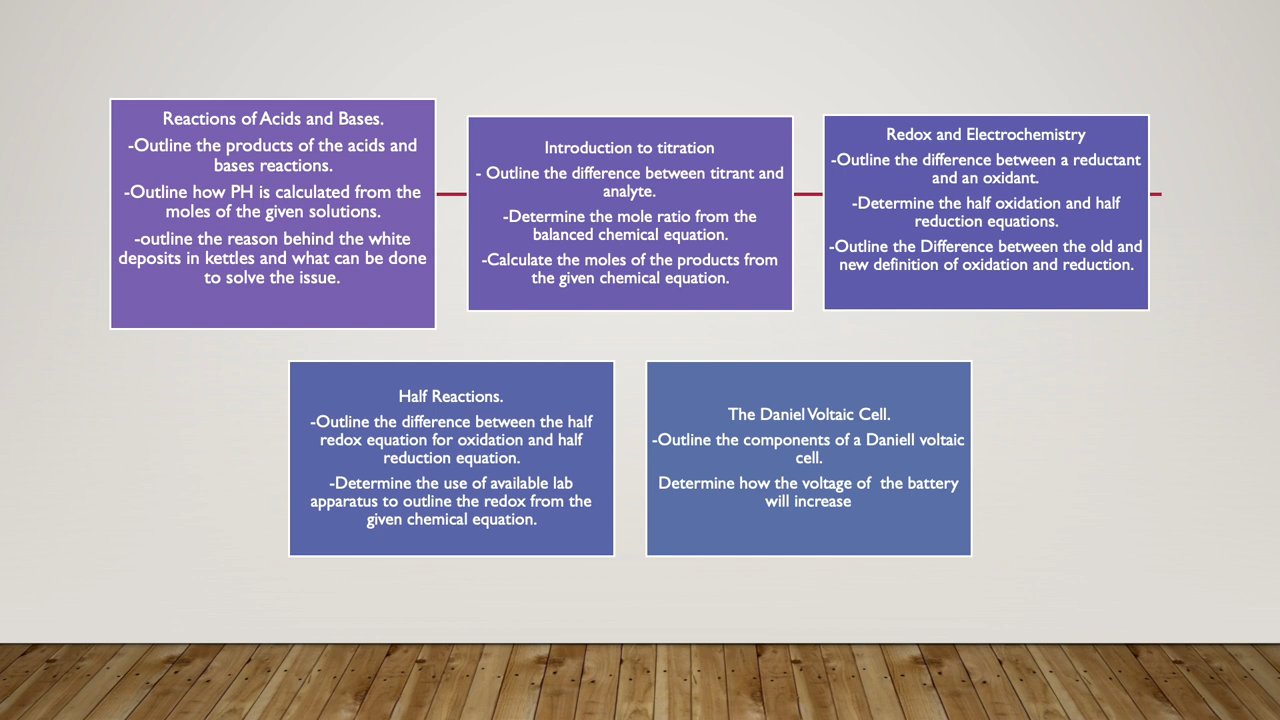 Reactions of Acids and Bases.
-Outline the products of the acids and
bases reactions.
-Outline how PH is calculated from the
moles of the given solutions.
-outline the reason behind the white
deposits in kettles and what can be done
to solve the issue.
Introduction to titration
- Outline the difference between titrant and
analyte.
-Determine the mole ratio from the
balanced chemical equation.
-Calculate the moles of the products from
the given chemical equation.
Redox and Electrochemistry
-Outline the difference between a reductant
and an oxidant.
-Determine the half oxidation and half
reduction equations.
-Outline the Difference between the old and
new definition of oxidation and reduction.
Half Reactions.
-Outline the difference between the half
redox equation for oxidation and half
reduction equation.
-Determine the use of available lab
apparatus to outline the redox from the
given chemical equation.
The Daniel Voltaic Cell.
-Outline the components of a Daniell voltaic
cell.
Determine how the voltage of  the battery
will increase